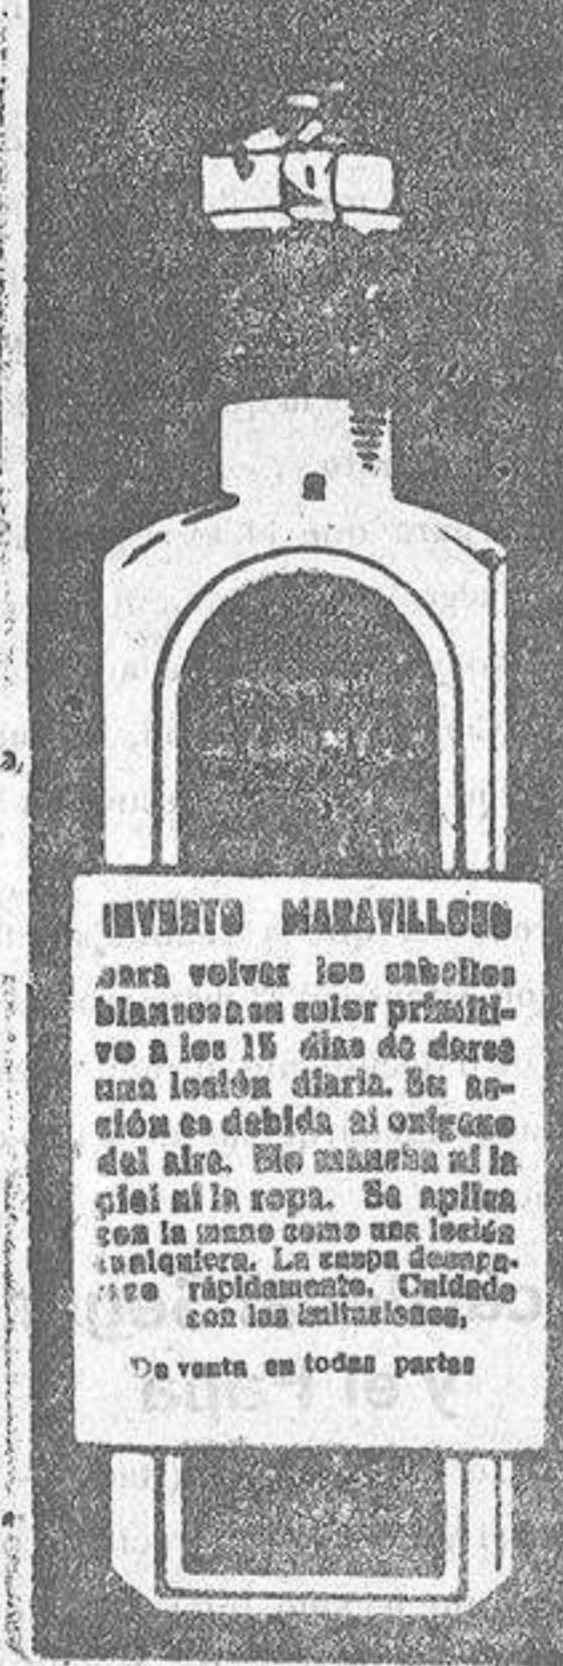 INVENTO MARAVILLOSO
para volver los cabellos
blancos a su color primiti-
vo a los 15 días de darse
una loción diaria. Su ac-
ción es debida al oxígeno
del aire. No mancha ni la
piel ni la ropa. Se aplica
con la mano como una loción
cualquiera. La caspa desapa-
rece rápidamente. Cuidado
con las imitaciones.
De venta en todas partes